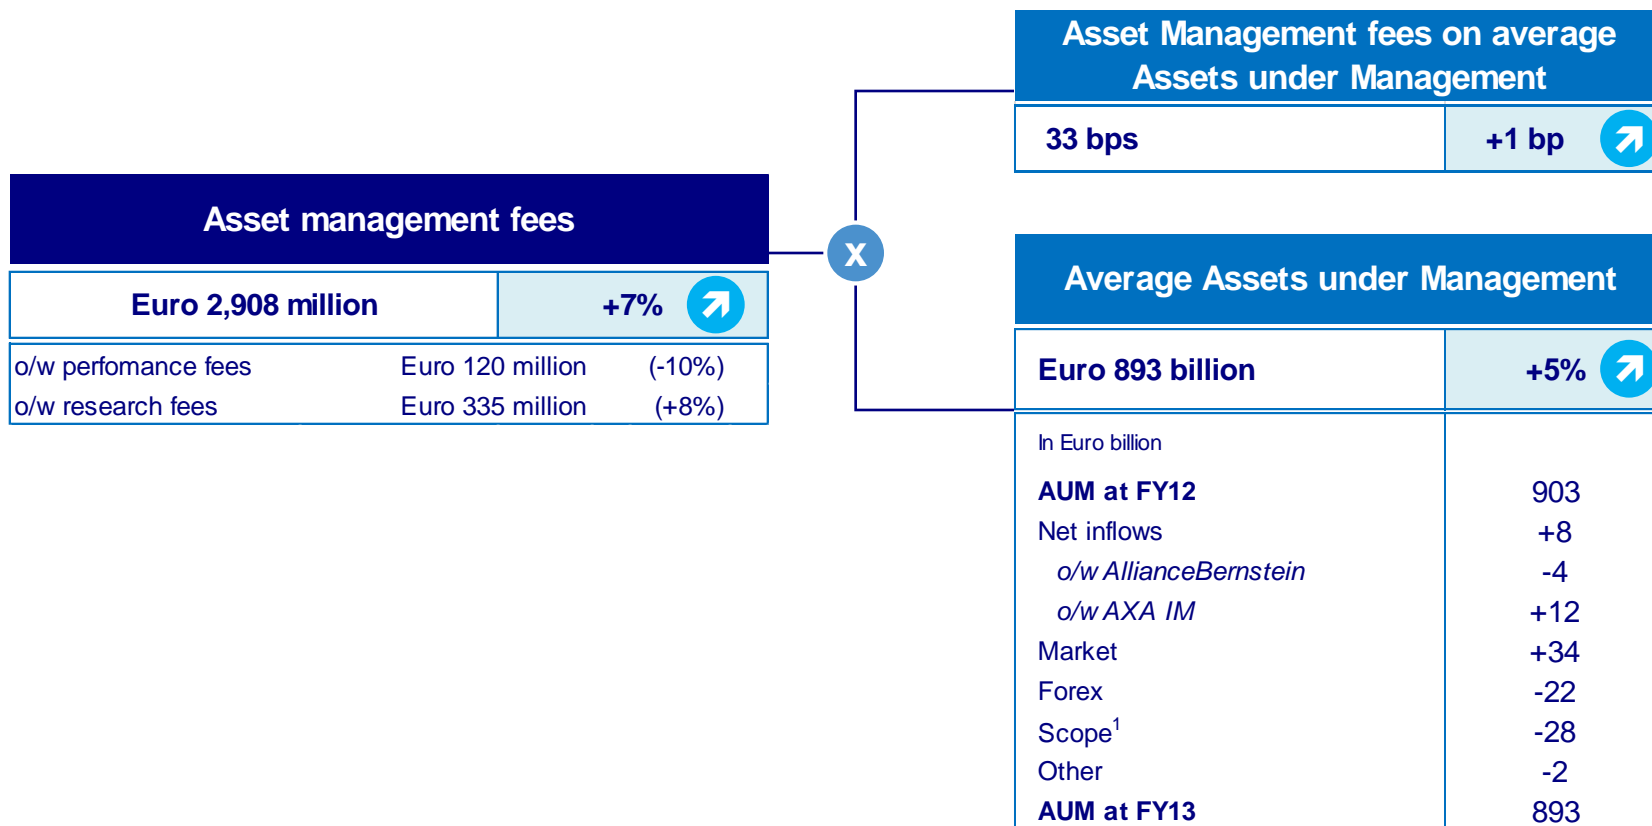 Asset Management fees on average
Assets under Management
33 bps +1 bp
Asset management fees
Euro 2,908 million +7%
o/w perfomance fees Euro 120 million (-10%)
o/w research fees Euro 335 million (+8%)
x
Average Assets under Management
Euro 893 billion +5%
In Euro billion
AUM at FY12 903
Net inflows +8
o/w AllianceBernstein -4
o/w AXA IM +12
Market +34
Forex -22
Scope¹ -28
Other -2
AUM at FY13 893